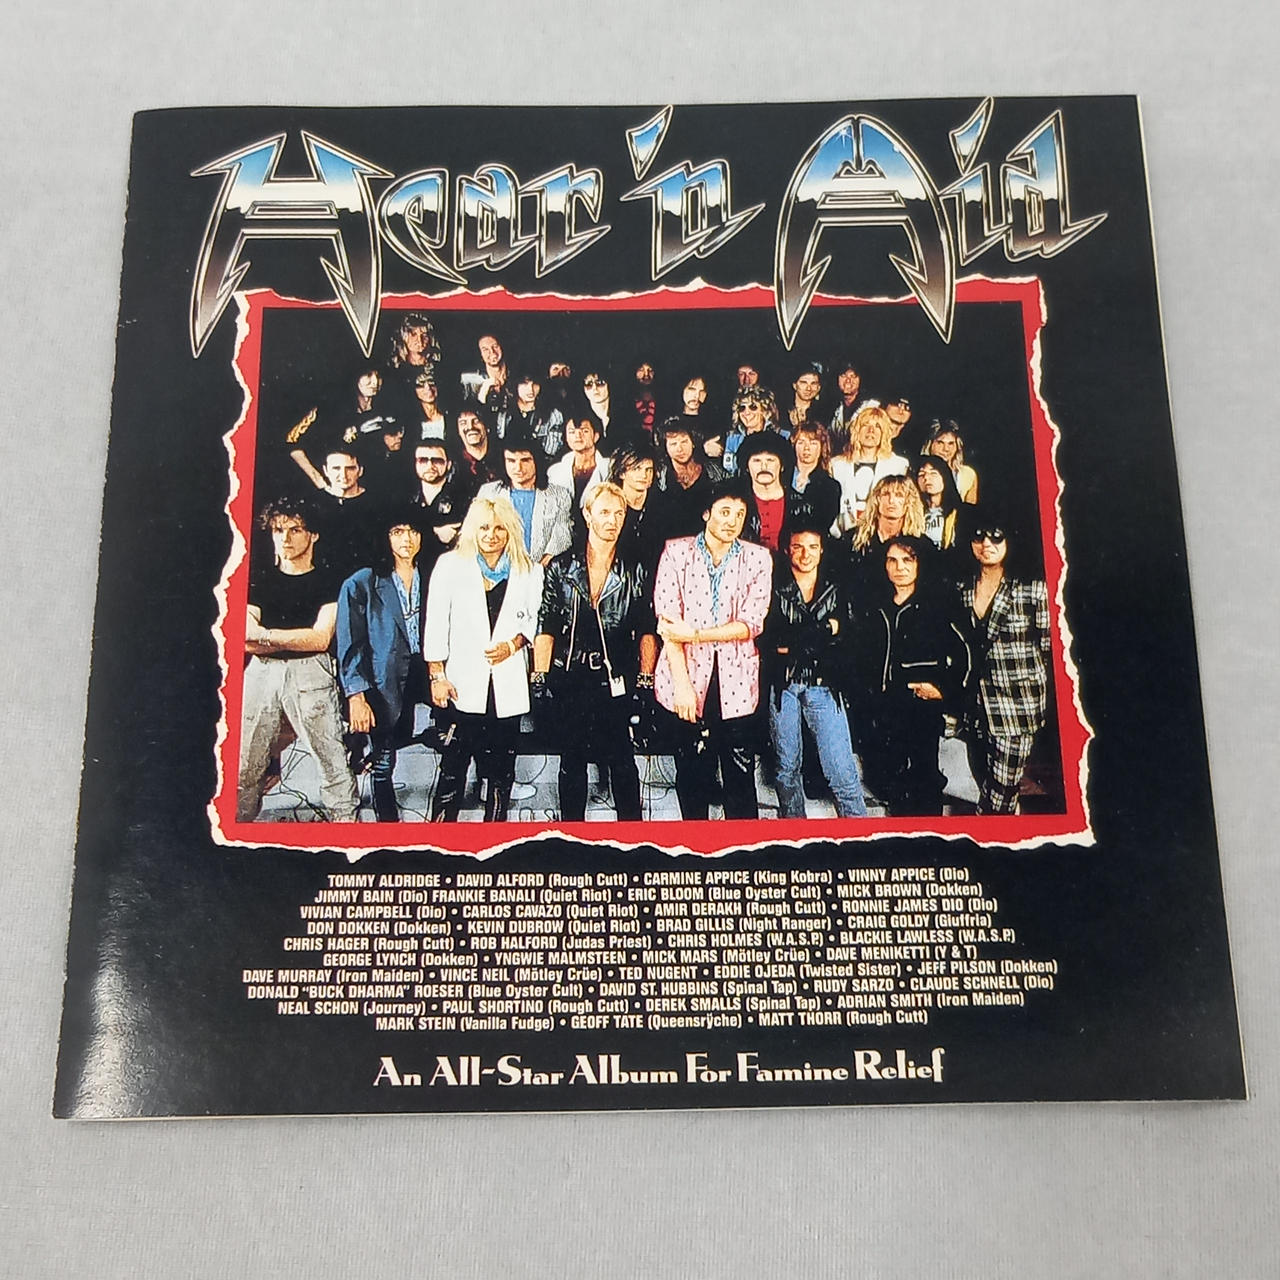 Hear 'n Aid
TOMMY ALDRIDGE • DAVID ALFORD (Rough Cutt) • CARMINE APPICE (King Kobra) • VINNY APPICE (Dio)
JIMMY BAIN (Dio) FRANKIE BANALI (Quiet Riot) • ERIC BLOOM (Blue Oyster Cult) • MICK BROWN (Dokken)
VIVIAN CAMPBELL (Dio) • CARLOS CAVAZO (Quiet Riot) • AMIR DERAKH (Rough Cutt) • RONNIE JAMES DIO (Dio)
DON DOKKEN (Dokken) • KEVIN DUBROW (Quiet Riot) • BRAD GILLIS (Night Ranger) • CRAIG GOLDY (Giuffria)
CHRIS HAGER (Rough Cutt) • ROB HALFORD (Judas Priest) • CHRIS HOLMES (W.A.S.P.) • BLACKIE LAWLESS (W.A.S.P.)
GEORGE LYNCH (Dokken) • YNGWIE MALMSTEEN • MICK MARS (Mötley Crüe) • DAVE MENIKETTI (Y & T)
DAVE MURRAY (Iron Maiden) • VINCE NEIL (Mötley Crüe) • TED NUGENT • EDDIE OJEDA (Twisted Sister) • JEFF PILSON (Dokken)
DONALD "BUCK DHARMA" ROESER (Blue Oyster Cult) • DAVID ST. HUBBINS (Spinal Tap) • RUDY SARZO • CLAUDE SCHNELL (Dio)
NEAL SCHON (Journey) • PAUL SHORTINO (Rough Cutt) • DEREK SMALLS (Spinal Tap) • ADRIAN SMITH (Iron Maiden)
MARK STEIN (Vanilla Fudge) • GEOFF TATE (Queensrÿche) • MATT THORR (Rough Cutt)
An All-Star Album For Famine Relief